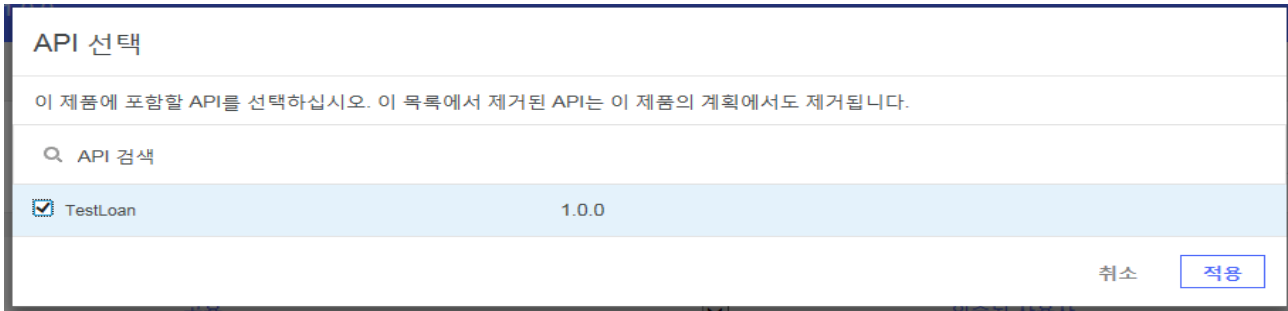 API 선택
이 제품에 포함할 API를 선택하십시오. 이 목록에서 제거된 API는 이 제품의 계획에서도 제거됩니다.
API 검색
TestLoan 1.0.0
취소 적용